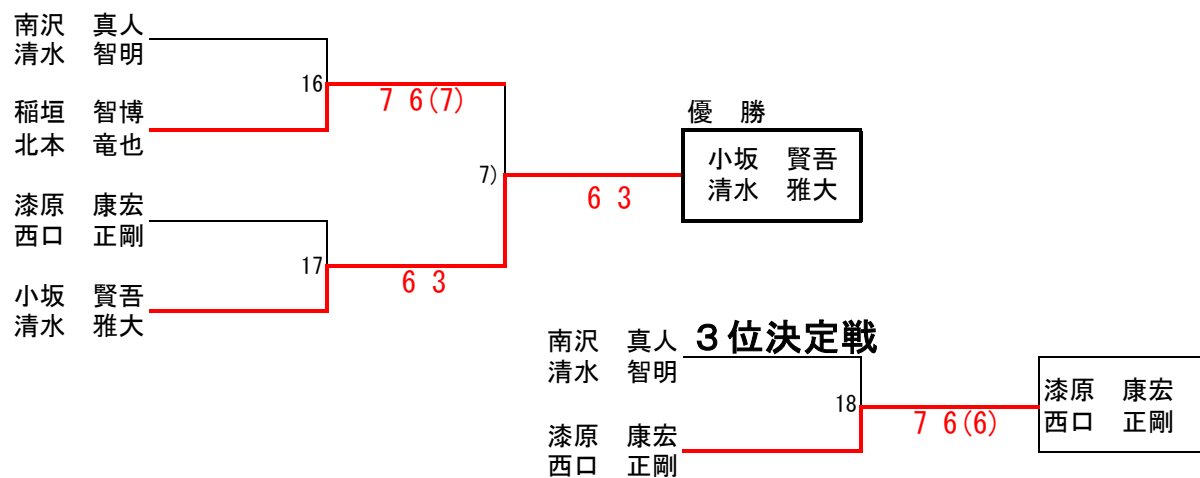 南沢　真人
清水　智明
16
7 6(7)
稲垣　智博
北本　竜也
優　勝
小坂　賢吾
清水　雅大
7)
6 3
漆原　康宏
西口　正剛
17
6 3
小坂　賢吾
清水　雅大
３位決定戦
南沢　真人
清水　智明
18
7 6(6)
漆原　康宏
西口　正剛
漆原　康宏
西口　正剛